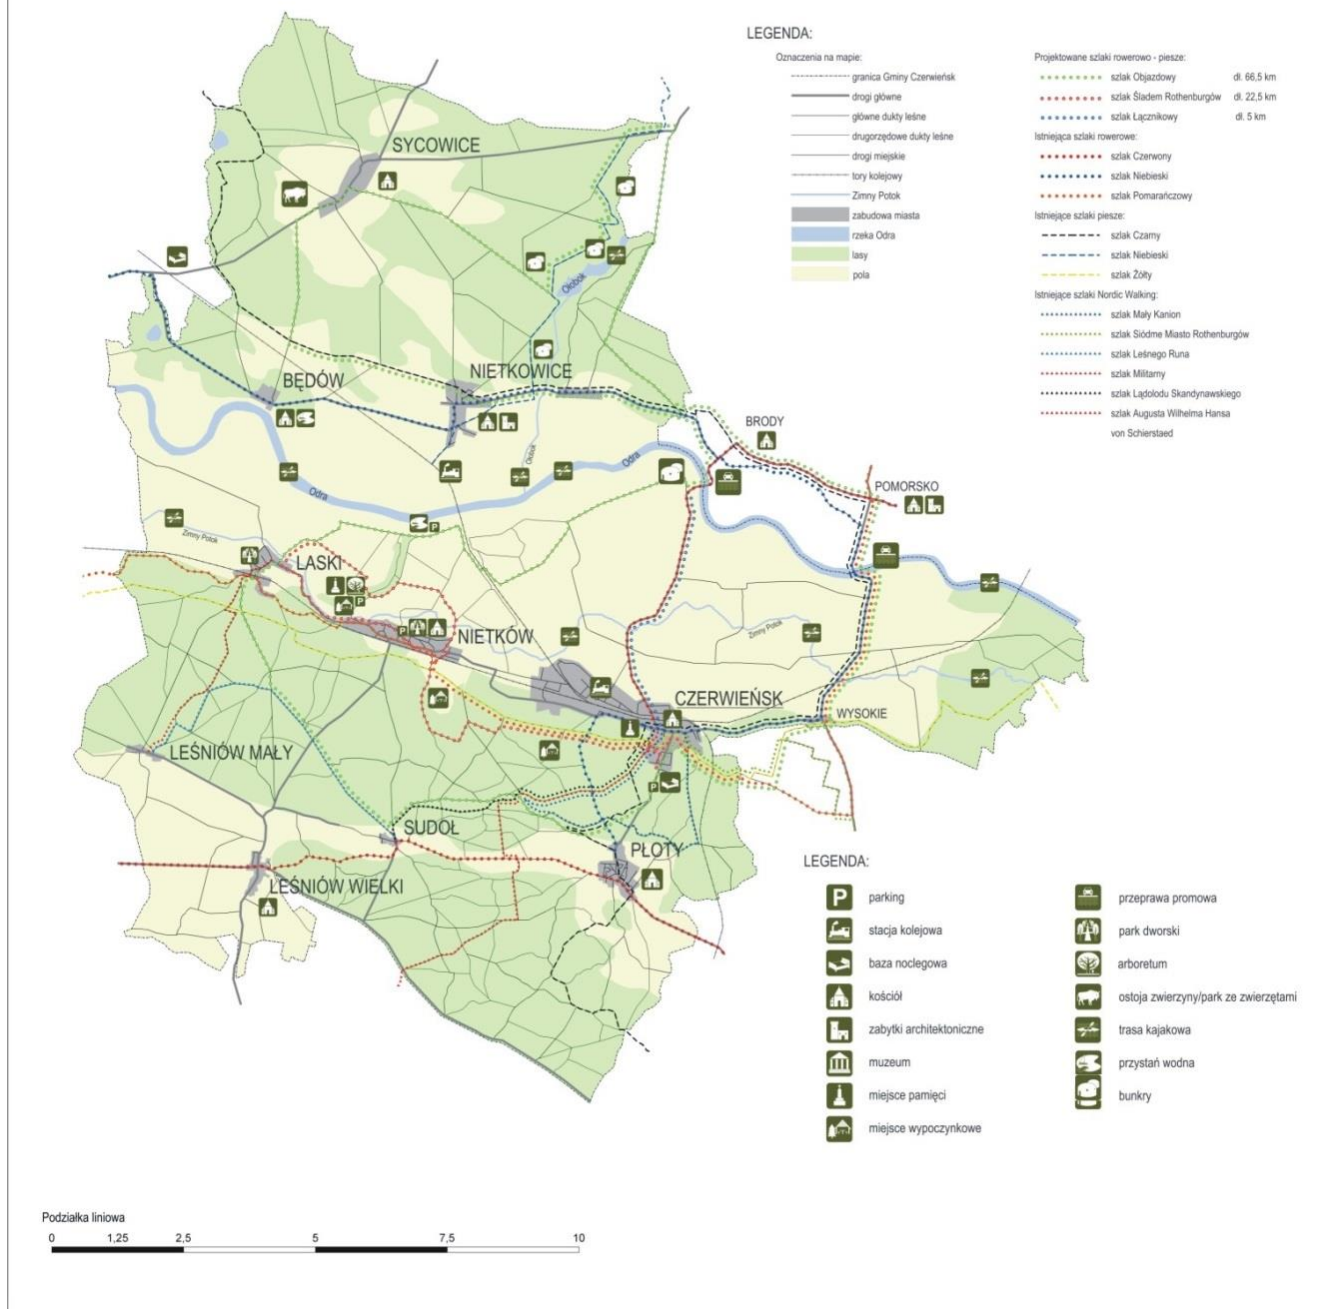 LEGENDA:
Oznaczenia na mapie:
granica Gminy Czerwieńsk
drogi główne
główne dukty leśne
drugorzędowe dukty leśne
drogi miejskie
tory kolejowy
Zimny Potok
zabudowa miasta
rzeka Odra
lasy
pola
Projektowane szlaki rowerowo - piesze:
szlak Objazdowy dł. 66,5 km
szlak Śladem Rothenburgów dł. 22,5 km
szlak Łącznikowy dł. 5 km
Istniejąca szlaki rowerowe:
szlak Czerwony
szlak Niebieski
szlak Pomarańczowy
Istniejące szlaki piesze:
szlak Czarny
szlak Niebieski
szlak Żółty
Istniejące szlaki Nordic Walking:
szlak Mały Kanion
szlak Siódme Miasto Rothenburgów
szlak Leśnego Runa
szlak Militarny
szlak Lądolodu Skandynawskiego
szlak Augusta Wilhelma Hansa
von Schierstaed
SYCOWICE
Ołobok
BĘDÓW
NIETKOWICE
BRODY
Ołobok
Odra
Odra
POMORSKO
P
Zimny Potok
LASKI
P
P
NIETKÓW
Zimny Potok
CZERWIEŃSK
WYSOKIE
LEŚNIÓW MAŁY
P
SUDOŁ
PŁOTY
LEŚNIÓW WIELKI
LEGENDA:
P parking
stacja kolejowa
baza noclegowa
kościół
zabytki architektoniczne
muzeum
miejsce pamięci
miejsce wypoczynkowe
przeprawa promowa
park dworski
arboretum
ostoja zwierzyny/park ze zwierzętami
trasa kajakowa
przystań wodna
bunkry
Podziałka liniowa
0 1,25 2,5 5 7,5 10